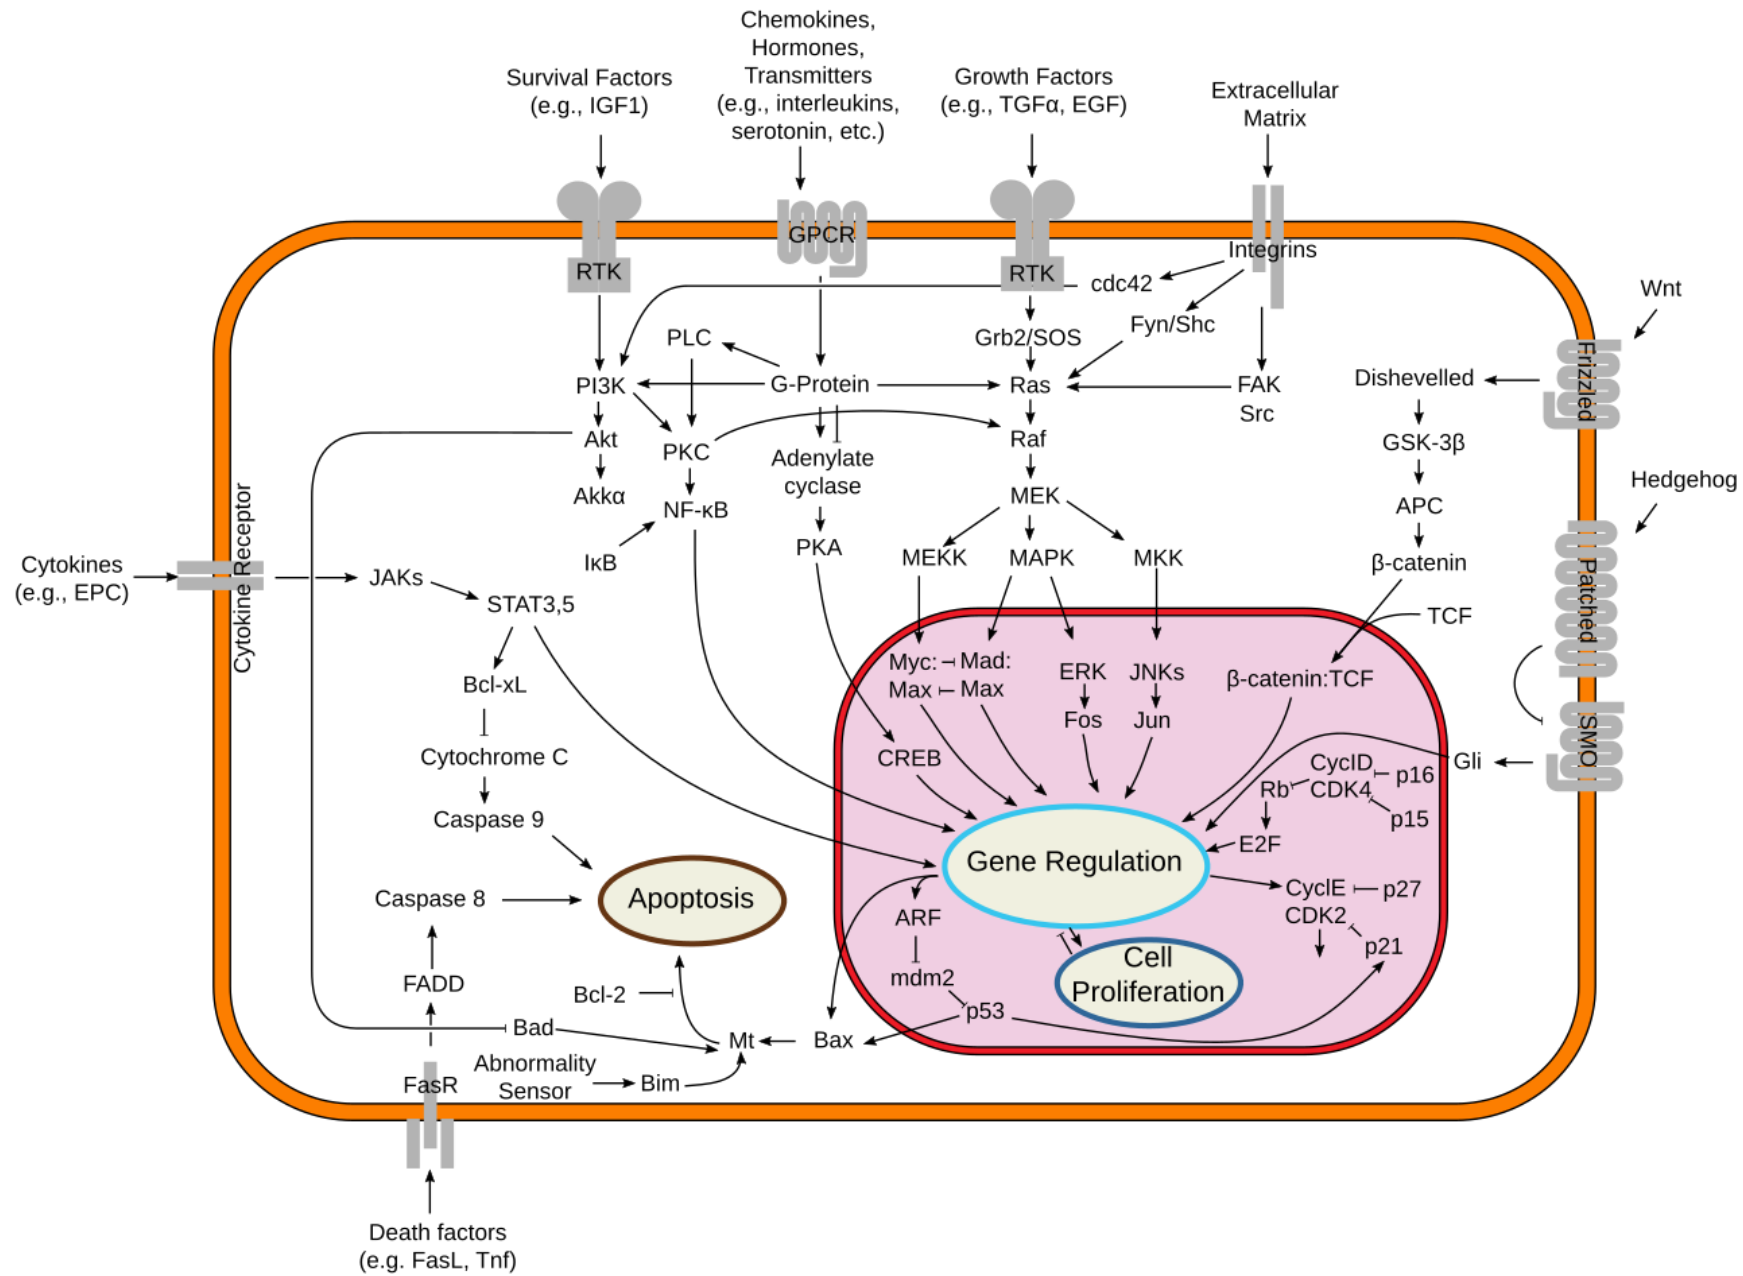 Chemokines,
Hormones,
Transmitters
(e.g., interleukins,
serotonin, etc.)
Survival Factors
(e.g., IGF1)
Growth Factors
(e.g., TGFα, EGF)
Extracellular
Matrix
GPCR
RTK
RTK
Integrins
cdc42
Wnt
PLC
Grb2/SOS
Fyn/Shc
Frizzled
PI3K
G-Protein
Ras
FAK
Src
Dishevelled
Akt
PKC
Raf
GSK-3β
Adenylate
cyclase
Hedgehog
Akkα
NF-κB
MEK
APC
IκB
PKA
MEKK
MAPK
MKK
β-catenin
Cytokines
(e.g., EPC)
Cytokine Receptor
JAKs
STAT3,5
TCF
Patched
Myc:
Max
Mad:
Max
ERK
JNKs
β-catenin:TCF
Bcl-xL
Fos
Jun
SMO
Cytochrome C
CREB
Gli
CyclD
CDK4
p16
Rb
p15
Caspase 9
E2F
Gene Regulation
Caspase 8
Apoptosis
CyclE
CDK2
p27
ARF
p21
Cell
Proliferation
FADD
mdm2
Bcl-2
p53
Bad
Mt
Bax
Abnormality
Sensor
Bim
FasR
Death factors
(e.g. FasL, Tnf)